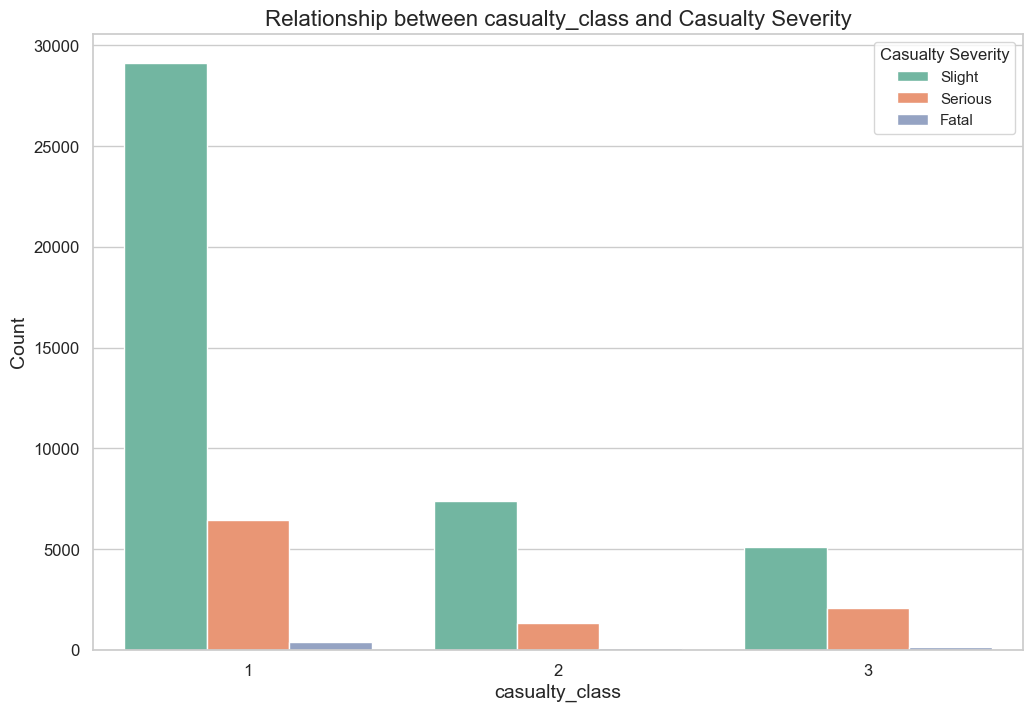 Relationship between casualty_class and Casualty Severity
Casualty Severity
Slight
Serious
Fatal
30000
25000
20000
15000
10000
5000
0
Count
1
2
3
casualty_class